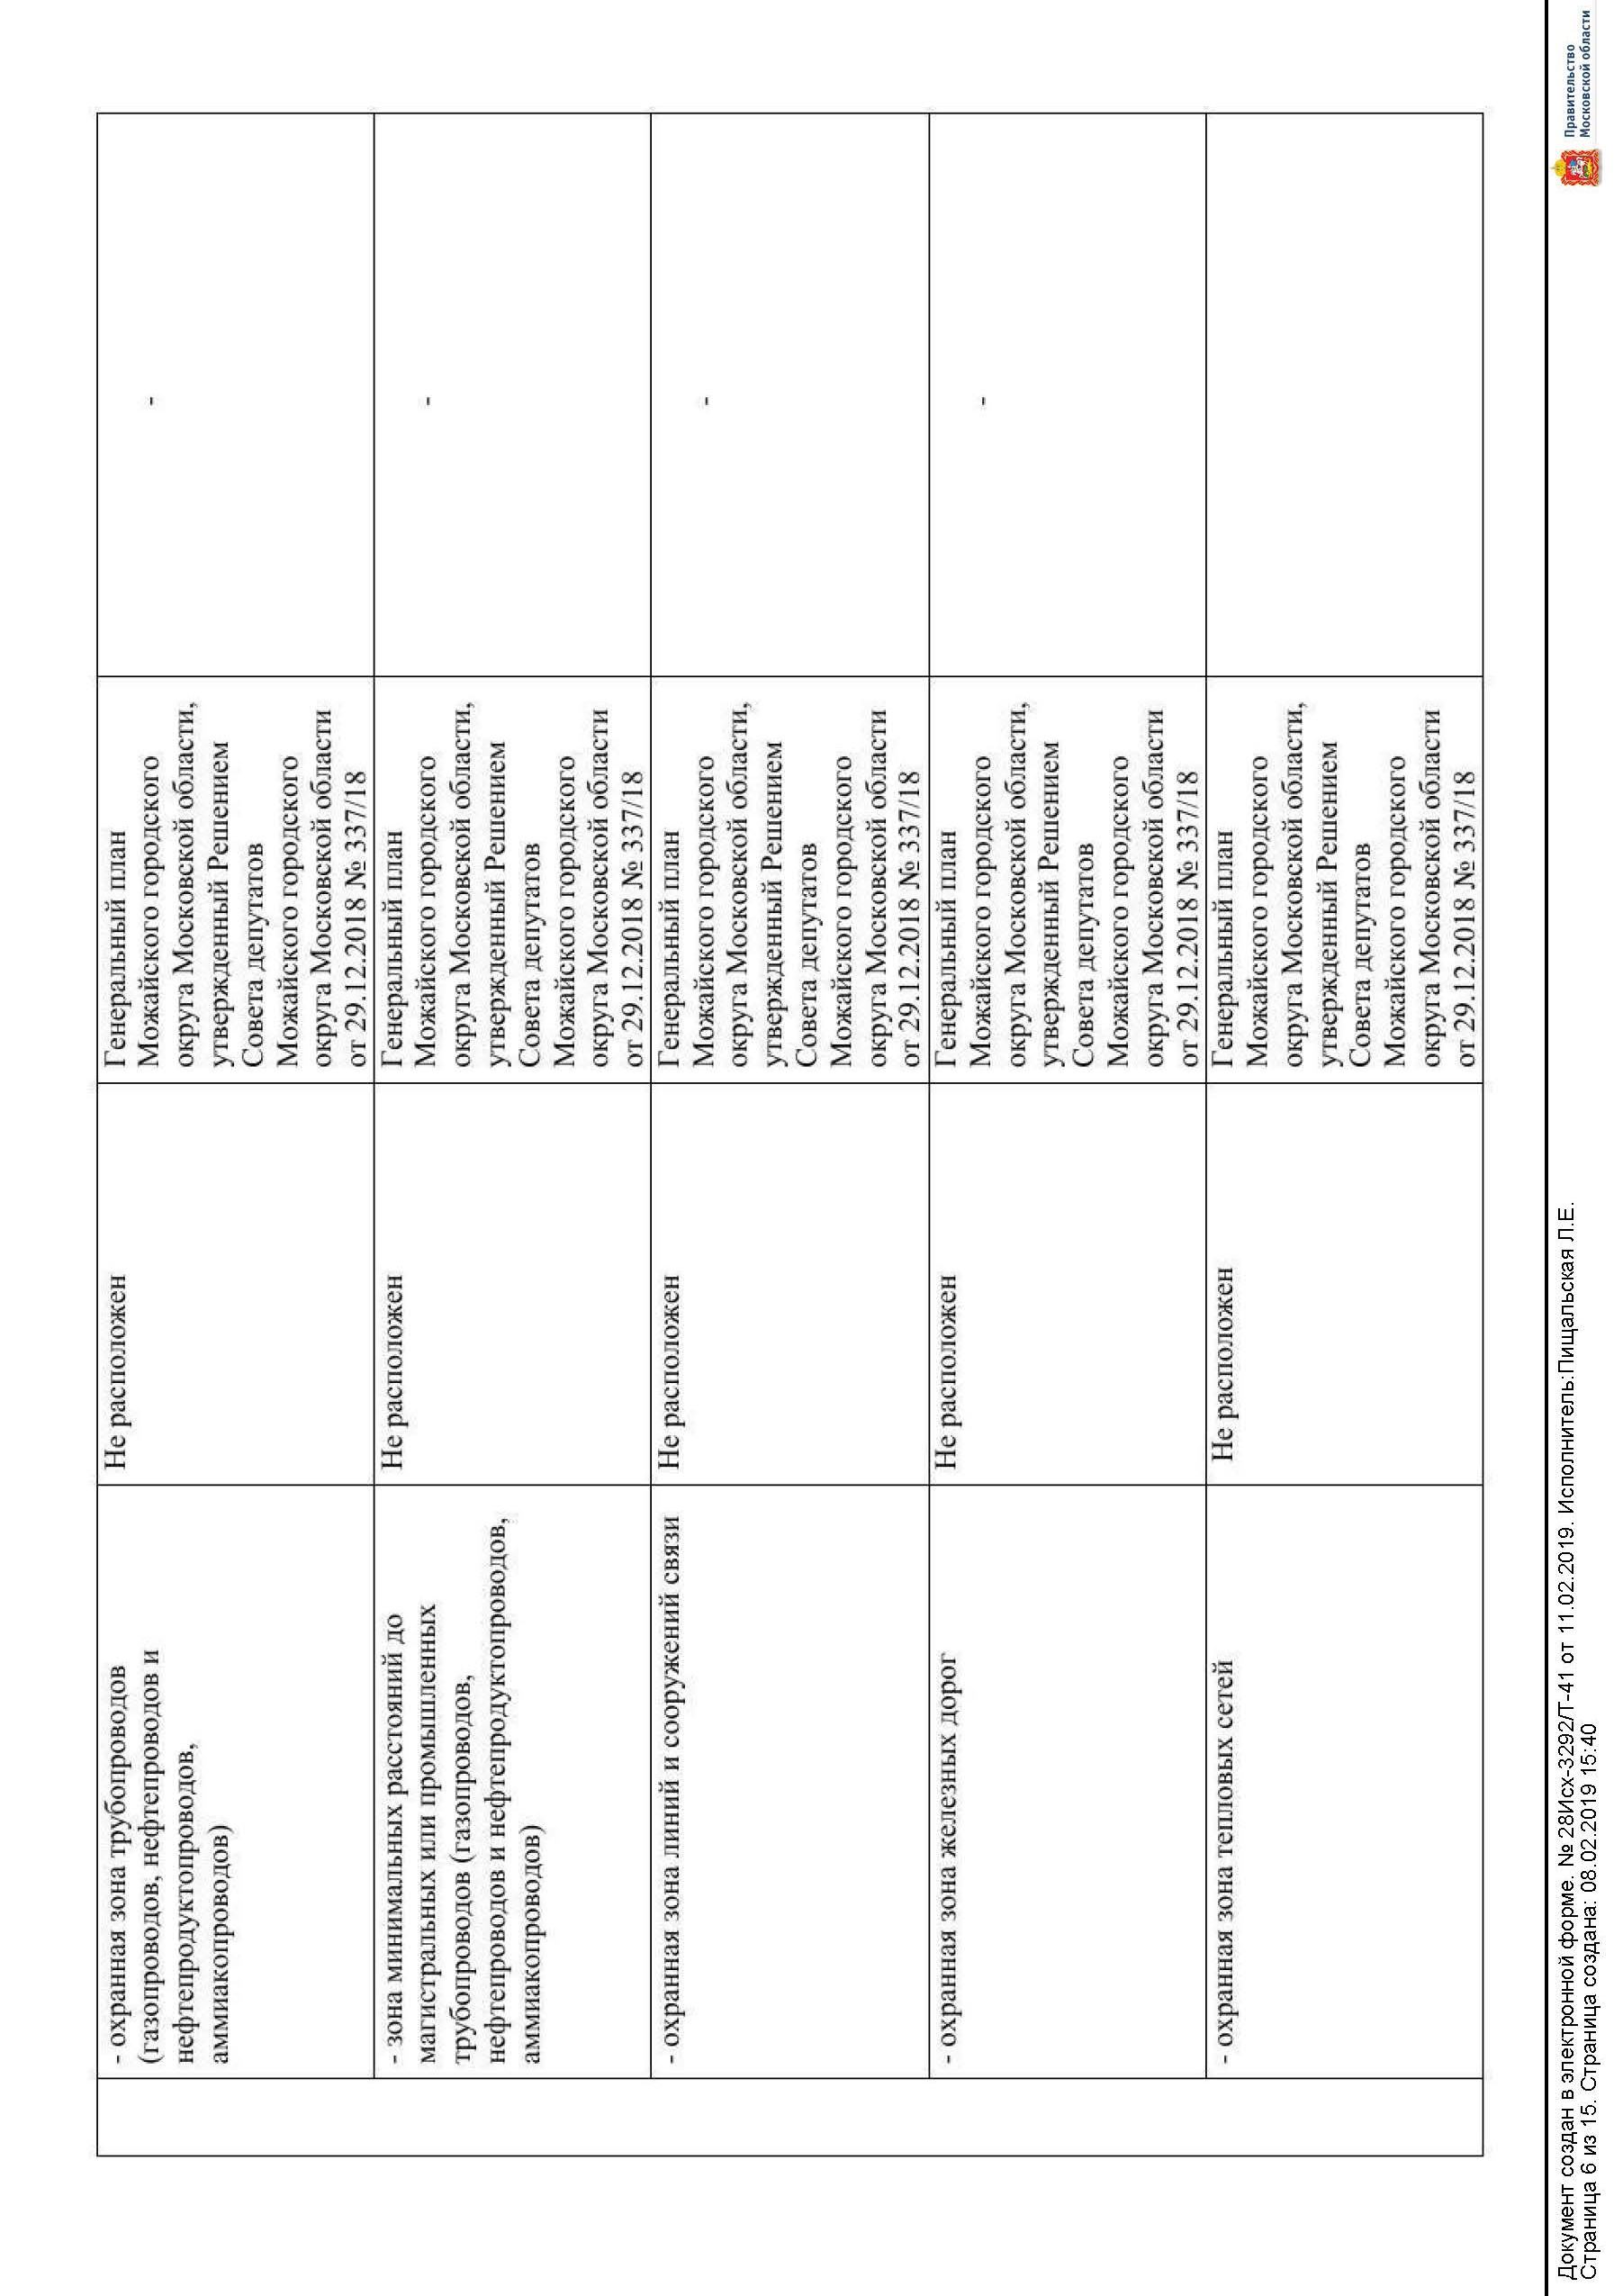 - охранная зона трубопроводов
(газопроводов, нефтепроводов и
нефтепродуктопроводов,
аммиакопроводов)
Не расположен
Генеральный план
Можайского городского
округа Московской области,
утвержденный Решением
Совета депутатов
Можайского городского
округа Московской области
от 29.12.2018 № 337/18
-
- зона минимальных расстояний до
магистральных или промышленных
трубопроводов (газопроводов,
нефтепроводов и нефтепродуктопроводов,
аммиакопроводов)
Не расположен
Генеральный план
Можайского городского
округа Московской области,
утвержденный Решением
Совета депутатов
Можайского городского
округа Московской области
от 29.12.2018 № 337/18
-
- охранная зона линий и сооружений связи
Не расположен
Генеральный план
Можайского городского
округа Московской области,
утвержденный Решением
Совета депутатов
Можайского городского
округа Московской области
от 29.12.2018 № 337/18
-
- охранная зона железных дорог
Не расположен
Генеральный план
Можайского городского
округа Московской области,
утвержденный Решением
Совета депутатов
Можайского городского
округа Московской области
от 29.12.2018 № 337/18
-
- охранная зона тепловых сетей
Не расположен
Генеральный план
Можайского городского
округа Московской области,
утвержденный Решением
Совета депутатов
Можайского городского
округа Московской области
от 29.12.2018 № 337/18
Документ создан в электронной форме. № 28Исх-3292/Т-41 от 11.02.2019. Исполнитель:Пищальская Л.Е.
Страница 6 из 15. Страница создана: 08.02.2019 15:40
Правительство
Московской области